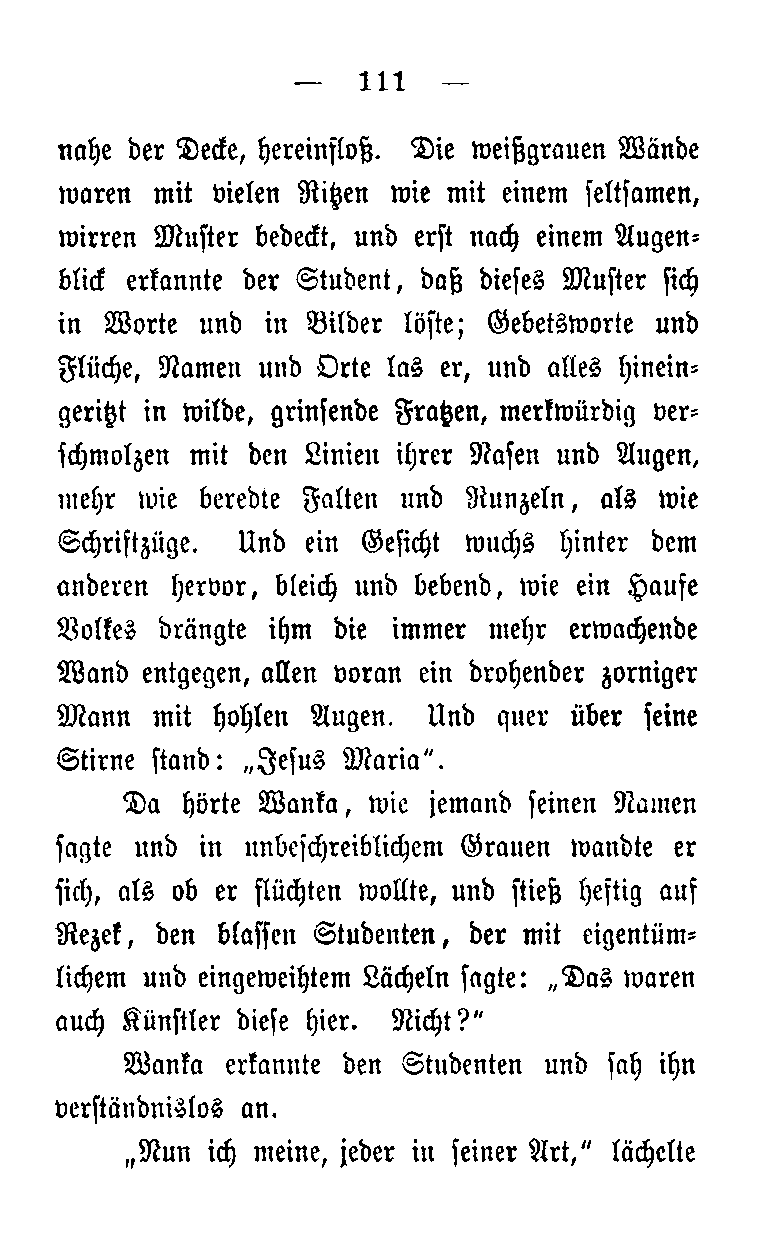 — 111 —
nahe der Decke, hereinfloß. Die weißgrauen Wände
waren mit vielen Ritzen wie mit einem seltsamen,
wirren Muster bedeckt, und erst nach einem Augen-
blick erkannte der Student, daß dieses Muster sich
in Worte und in Bilder löste; Gebetsworte und
Flüche, Namen und Orte las er, und alles hinein-
geritzt in wilde, grinsende Fratzen, merkwürdig ver-
schmolzen mit den Linien ihrer Nasen und Augen,
mehr wie beredte Falten und Runzeln, als wie
Schriftzüge. Und ein Gesicht wuchs hinter dem
anderen hervor, bleich und bebend, wie ein Haufe
Volkes drängte ihm die immer mehr erwachende
Wand entgegen, allen voran ein drohender zorniger
Mann mit hohlen Augen. Und quer über seine
Stirne stand: „Jesus Maria“.
Da hörte Wanka, wie jemand seinen Namen
sagte und in unbeschreiblichem Grauen wandte er
sich, als ob er flüchten wollte, und stieß heftig auf
Rezek, den blassen Studenten, der mit eigentüm-
lichem und eingeweihtem Lächeln sagte: „Das waren
auch Künstler diese hier. Nicht?“
Wanka erkannte den Studenten und sah ihn
verständnislos an.
„Nun ich meine, jeder in seiner Art,“ lächelte